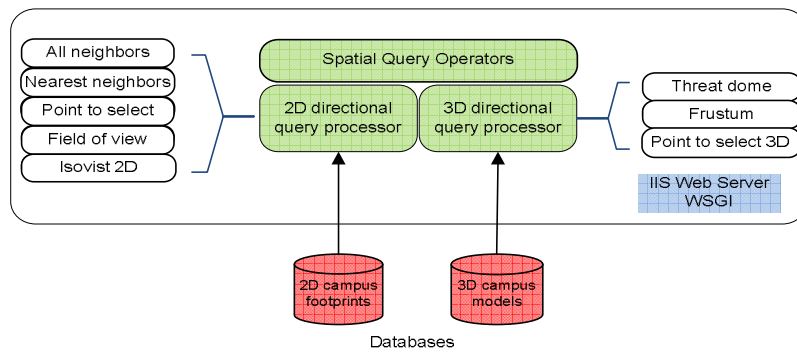 All neighbors
Nearest neighbors
Point to select
Field of view
Isovist 2D
Spatial Query Operators
2D directional
query processor
3D directional
query processor
Threat dome
Frustum
Point to select 3D
IIS Web Server
WSGI
2D campus
footprints
3D campus
models
Databases